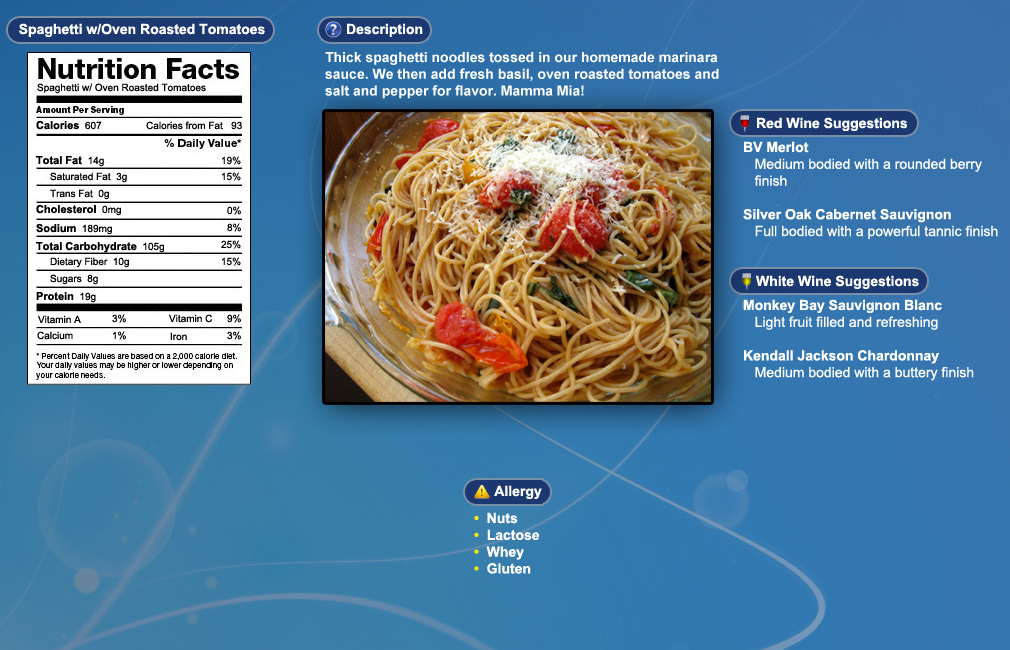 Spaghetti w/Oven Roasted Tomatoes
Nutrition Facts
Spaghetti w/ Oven Roasted Tomatoes
Amount Per Serving
Calories 607 Calories from Fat 93
% Daily Value*
Total Fat 14g 19%
Saturated Fat 3g 15%
Trans Fat 0g
Cholesterol 0mg 0%
Sodium 189mg 8%
Total Carbohydrate 105g 25%
Dietary Fiber 10g 15%
Sugars 8g
Protein 19g
Vitamin A 3% Vitamin C 9%
Calcium 1% Iron 3%
* Percent Daily Values are based on a 2,000 calorie diet.
Your daily values may be higher or lower depending on
your calorie needs.
Description
Thick spaghetti noodles tossed in our homemade marinara
sauce. We then add fresh basil, oven roasted tomatoes and
salt and pepper for flavor. Mamma Mia!
Red Wine Suggestions
BV Merlot
Medium bodied with a rounded berry
finish
Silver Oak Cabernet Sauvignon
Full bodied with a powerful tannic finish
White Wine Suggestions
Monkey Bay Sauvignon Blanc
Light fruit filled and refreshing
Kendall Jackson Chardonnay
Medium bodied with a buttery finish
Allergy
• Nuts
• Lactose
• Whey
• Gluten